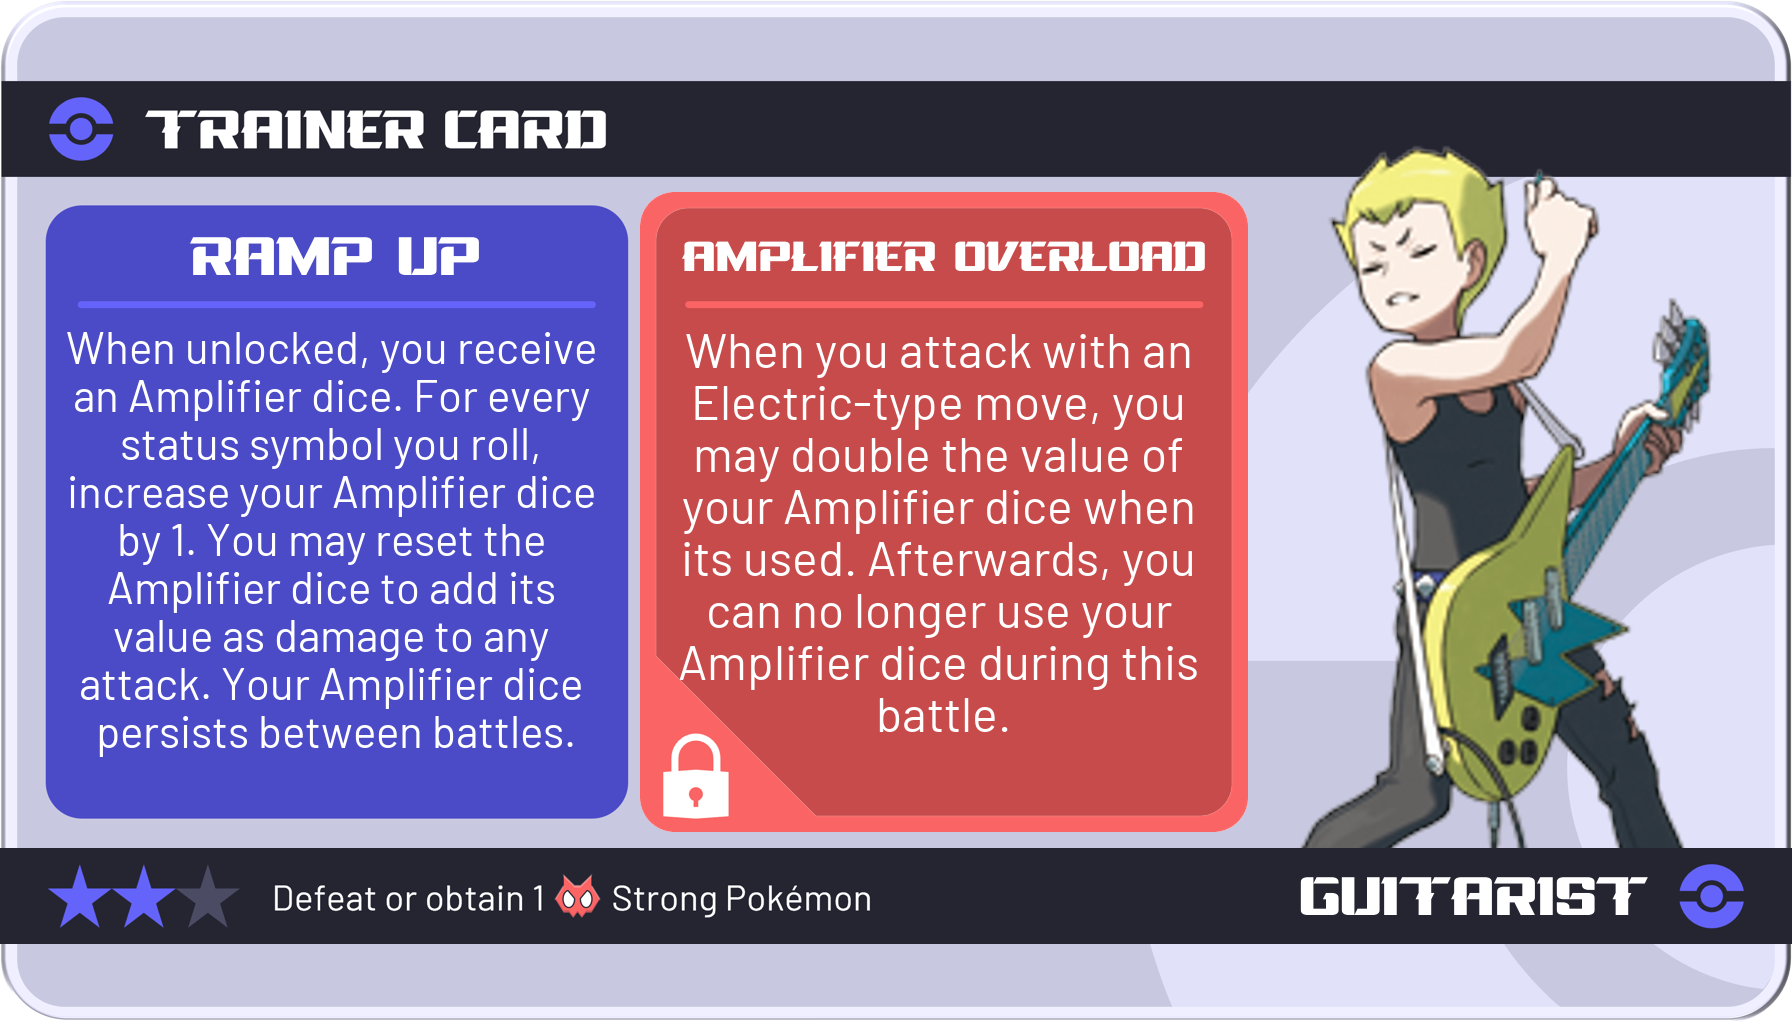 TRAINER CARD
RAMP UP
When unlocked, you receive
an Amplifier dice. For every
status symbol you roll,
increase your Amplifier dice
by 1. You may reset the
Amplifier dice to add its
value as damage to any
attack. Your Amplifier dice
persists between battles.
AMPLIFIER OVERLOAD
When you attack with an
Electric-type move, you
may double the value of
your Amplifier dice when
its used. Afterwards, you
can no longer use your
Amplifier dice during this
battle.
Defeat or obtain 1 Strong Pokémon
GUITARIST